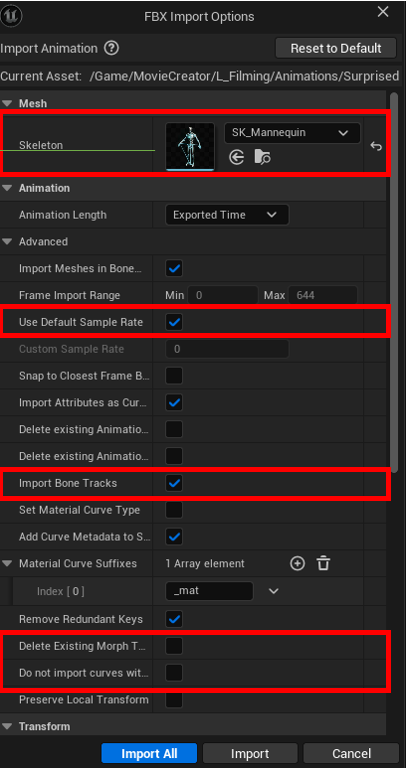 FBX Import Options
Import Animation ? Reset to Default
Current Asset: /Game/MovieCreator/L_Filming/Animations/Surprised
Mesh
Skeleton SK_Mannequin
Animation
Animation Length Exported Time
Advanced
Import Meshes in Bone...
Frame Import Range Min 0 Max 644
Use Default Sample Rate
Custom Sample Rate 0
Snap to Closest Frame B...
Import Attributes as Cur...
Delete existing Animatio...
Delete existing Animatio...
Import Bone Tracks
Set Material Curve Type
Add Curve Metadata to S...
Material Curve Suffixes 1 Array element
Index [ 0 ] _mat
Remove Redundant Keys
Delete Existing Morph T...
Do not import curves wit...
Preserve Local Transform
Transform
Import All Import Cancel